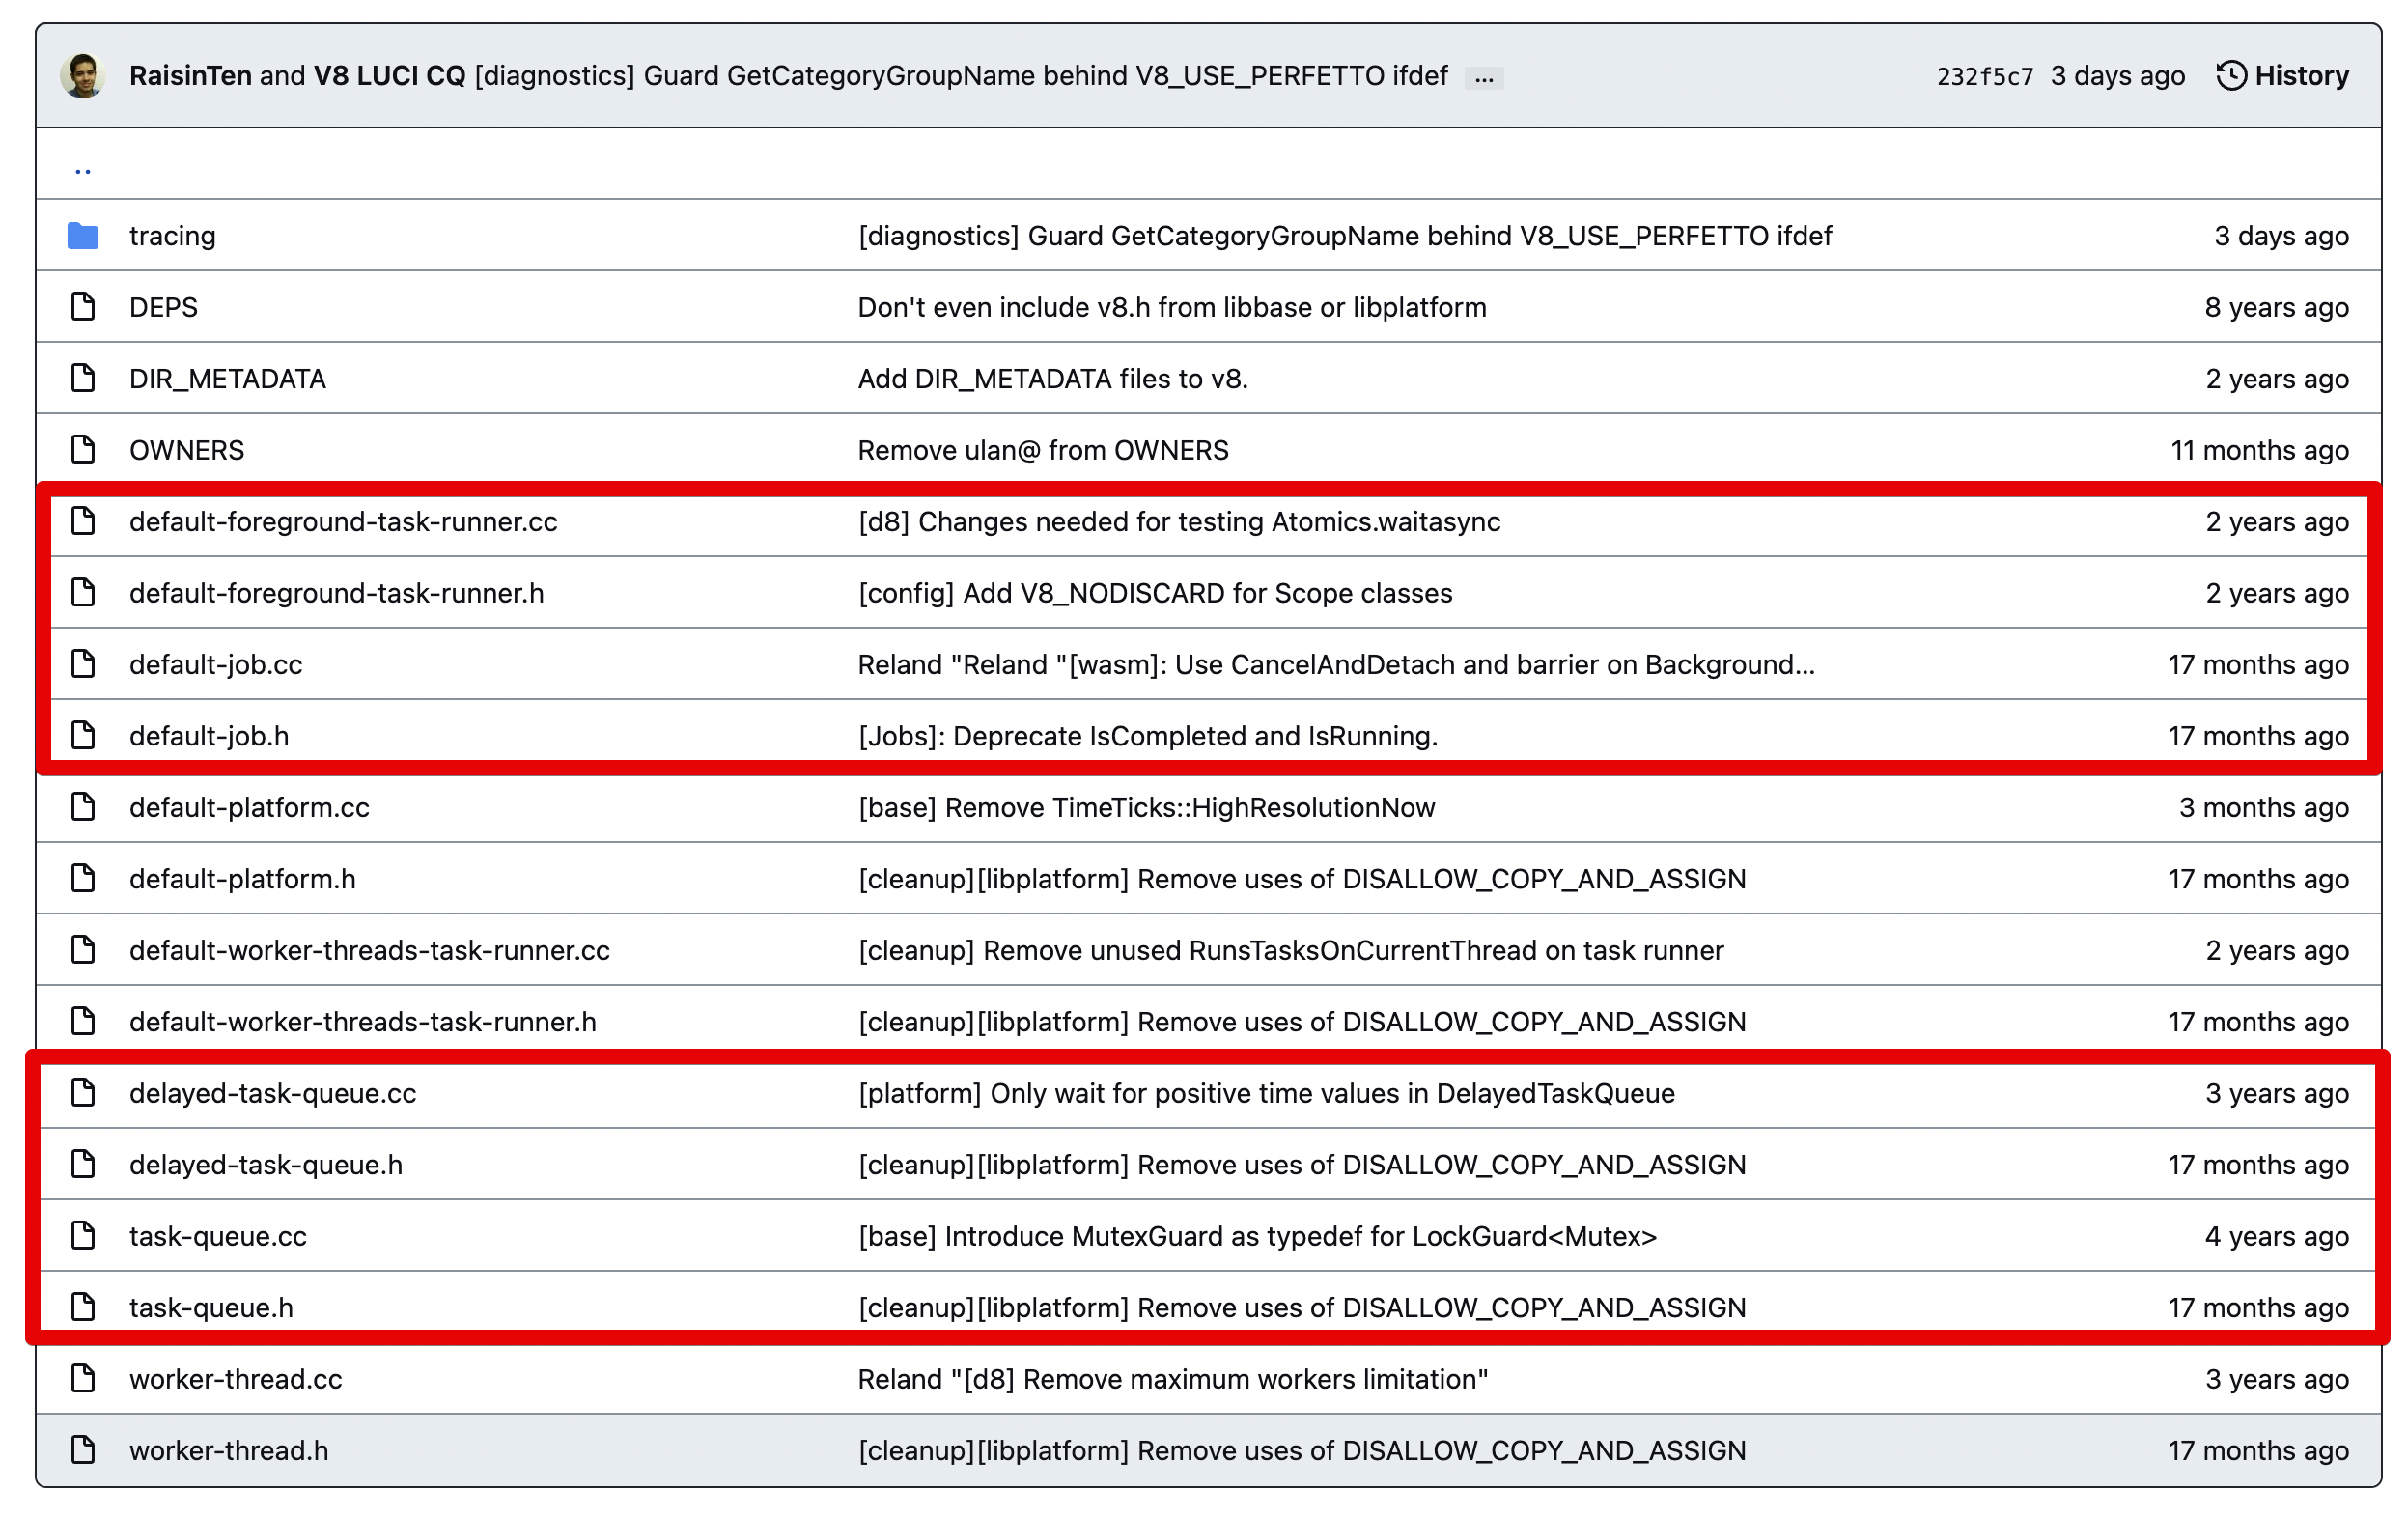 RaisinTen and V8 LUCI CQ [diagnostics] Guard GetCategoryGroupName behind V8_USE_PERFETTO ifdef ... 232f5c7 3 days ago History
..
tracing [diagnostics] Guard GetCategoryGroupName behind V8_USE_PERFETTO ifdef 3 days ago
DEPS Don't even include v8.h from libbase or libplatform 8 years ago
DIR_METADATA Add DIR_METADATA files to v8. 2 years ago
OWNERS Remove ulan@ from OWNERS 11 months ago
default-foreground-task-runner.cc [d8] Changes needed for testing Atomics.waitasync 2 years ago
default-foreground-task-runner.h [config] Add V8_NODISCARD for Scope classes 2 years ago
default-job.cc Reland "Reland "[wasm]: Use CancelAndDetach and barrier on Background... 17 months ago
default-job.h [Jobs]: Deprecate IsCompleted and IsRunning. 17 months ago
default-platform.cc [base] Remove TimeTicks::HighResolutionNow 3 months ago
default-platform.h [cleanup][libplatform] Remove uses of DISALLOW_COPY_AND_ASSIGN 17 months ago
default-worker-threads-task-runner.cc [cleanup] Remove unused RunsTasksOnCurrentThread on task runner 2 years ago
default-worker-threads-task-runner.h [cleanup][libplatform] Remove uses of DISALLOW_COPY_AND_ASSIGN 17 months ago
delayed-task-queue.cc [platform] Only wait for positive time values in DelayedTaskQueue 3 years ago
delayed-task-queue.h [cleanup][libplatform] Remove uses of DISALLOW_COPY_AND_ASSIGN 17 months ago
task-queue.cc [base] Introduce MutexGuard as typedef for LockGuard<Mutex> 4 years ago
task-queue.h [cleanup][libplatform] Remove uses of DISALLOW_COPY_AND_ASSIGN 17 months ago
worker-thread.cc Reland "[d8] Remove maximum workers limitation" 3 years ago
worker-thread.h [cleanup][libplatform] Remove uses of DISALLOW_COPY_AND_ASSIGN 17 months ago